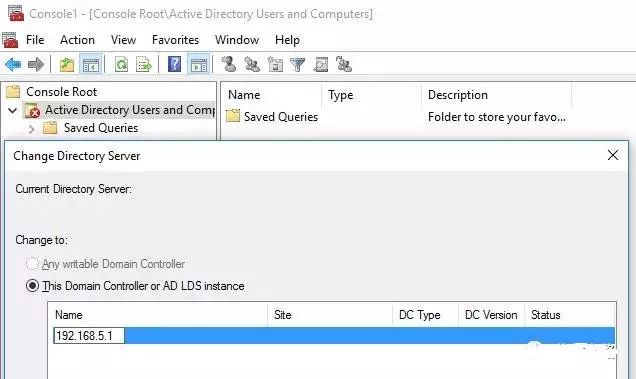 Console1 - [Console Root\Active Directory Users and Computers]
File Action View Favorites Window Help
Console Root
Active Directory Users and Comp
Saved Queries
Name Type Description
Saved Queries Folder to store your favo...
Change Directory Server
Current Directory Server:
Change to:
Any writable Domain Controller
This Domain Controller or AD LDS instance
Name Site DC Type DC Version Status
192.168.5.1